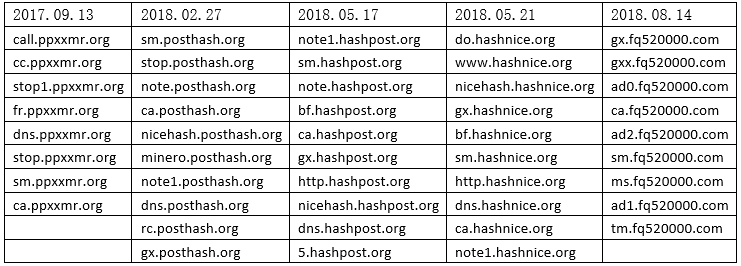 2017.09.13 2018.02.27 2018.05.17 2018.05.21 2018.08.14
call.ppxxmr.org sm.posthash.org note1.hashpost.org do.hashnice.org gx.fq520000.com
cc.ppxxmr.org stop.posthash.org sm.hashpost.org www.hashnice.org gxx.fq520000.com
stop1.ppxxmr.org note.posthash.org note.hashpost.org nicehash.hashnice.org ad0.fq520000.com
fr.ppxxmr.org ca.posthash.org bf.hashpost.org gx.hashnice.org ca.fq520000.com
dns.ppxxmr.org nicehash.posthash.org ca.hashpost.org bf.hashnice.org ad2.fq520000.com
stop.ppxxmr.org minero.posthash.org gx.hashpost.org sm.hashnice.org sm.fq520000.com
sm.ppxxmr.org note1.posthash.org http.hashpost.org http.hashnice.org ms.fq520000.com
ca.ppxxmr.org dns.posthash.org nicehash.hashpost.org dns.hashnice.org ad1.fq520000.com
rc.posthash.org dns.hashpost.org ca.hashnice.org tm.fq520000.com
gx.posthash.org 5.hashpost.org note1.hashnice.org